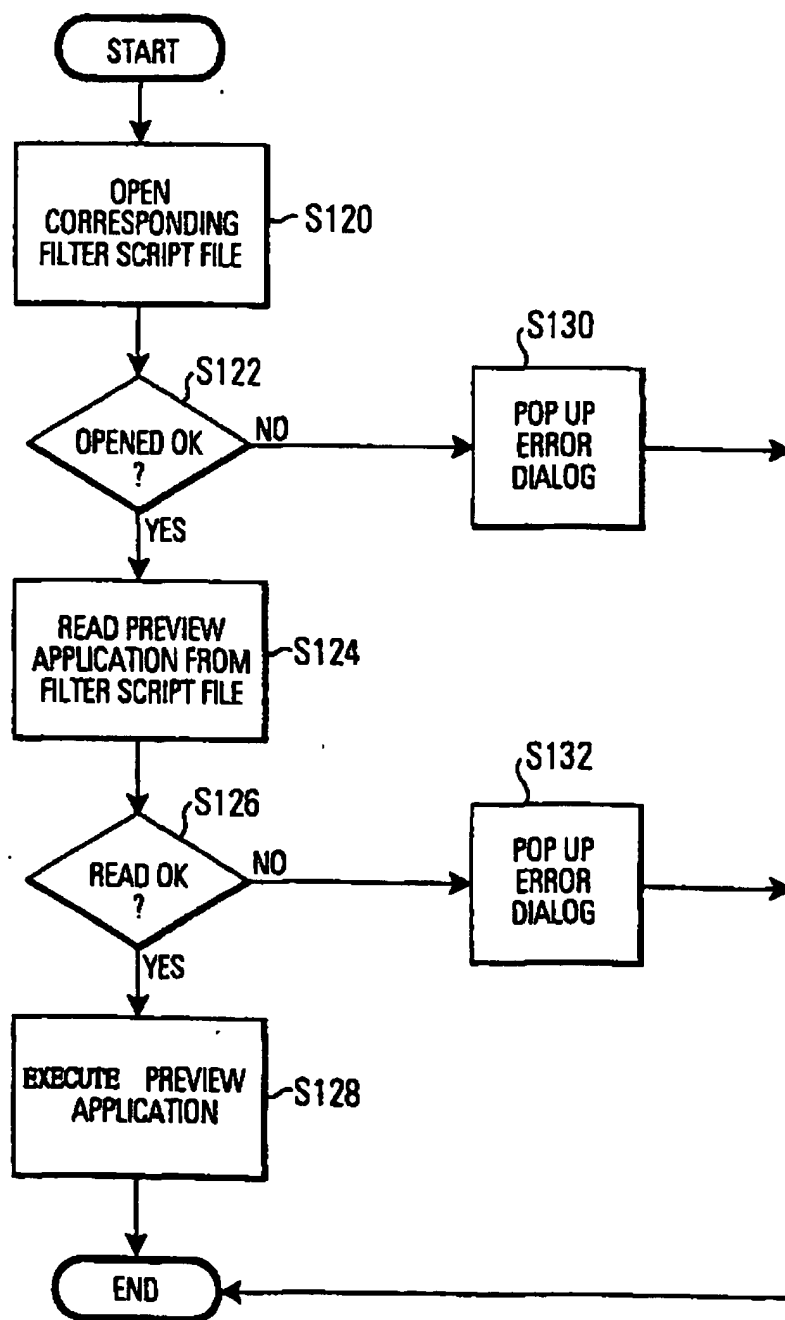 START
OPEN
CORRESPONDING
FILTER SCRIPT FILE
S120
S122
OPENED OK
?
NO
YES
S130
POP UP
ERROR
DIALOG
READ PREVIEW
APPLICATION FROM
FILTER SCRIPT FILE
S124
S126
READ OK
?
NO
YES
S132
POP UP
ERROR
DIALOG
EXECUTE PREVIEW
APPLICATION
S128
END